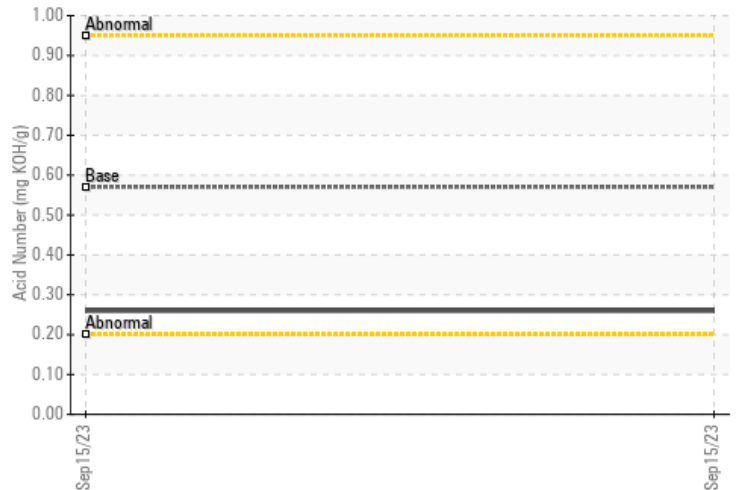 Acid Number (mg KOH/g)
1.00
0.90
0.80
0.70
0.60
0.50
0.40
0.30
0.20
0.10
0.00
Abnormal
Base
Abnormal
Sep15/23
Sep15/23